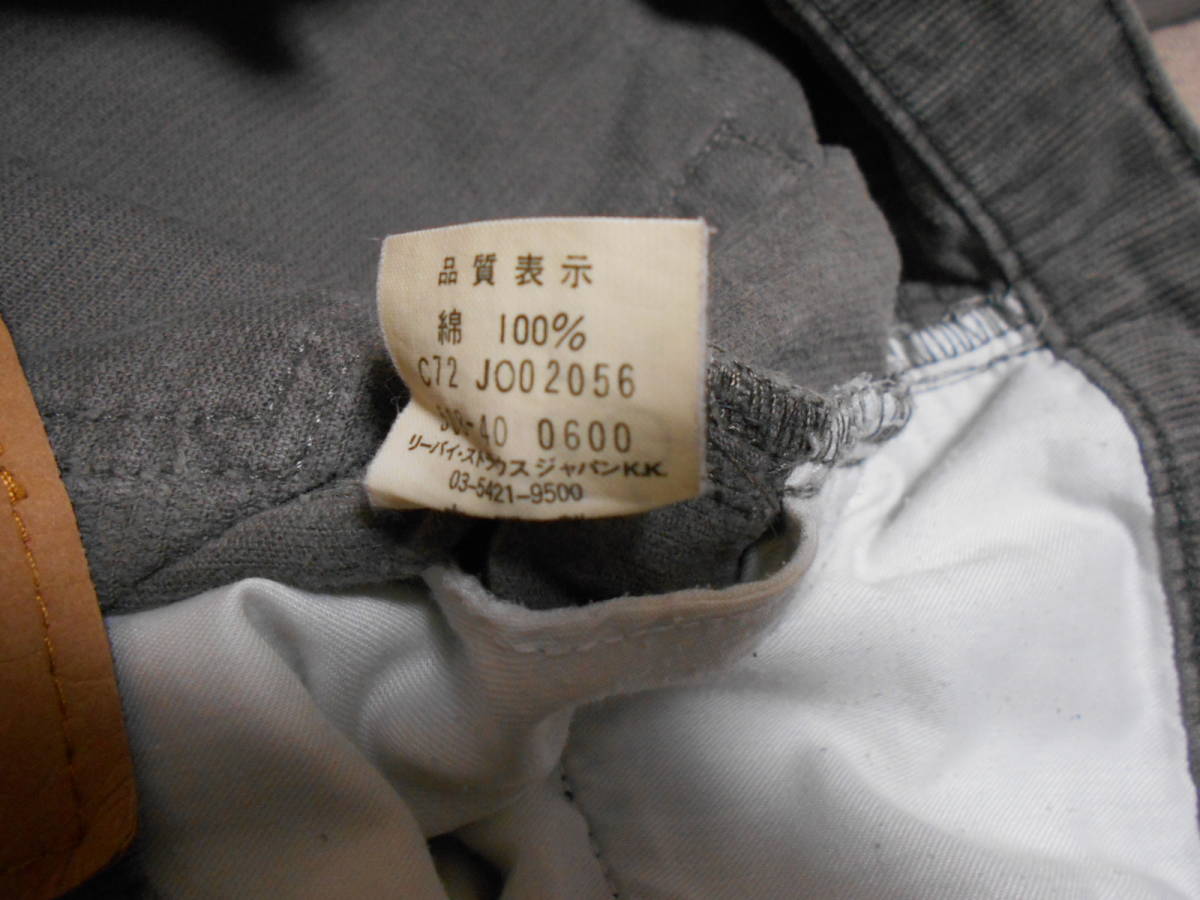 品質表示
綿 100%
C72 J002056
0600
リーバイ・ストラウス ジャパンK.K.
03-5421-9500